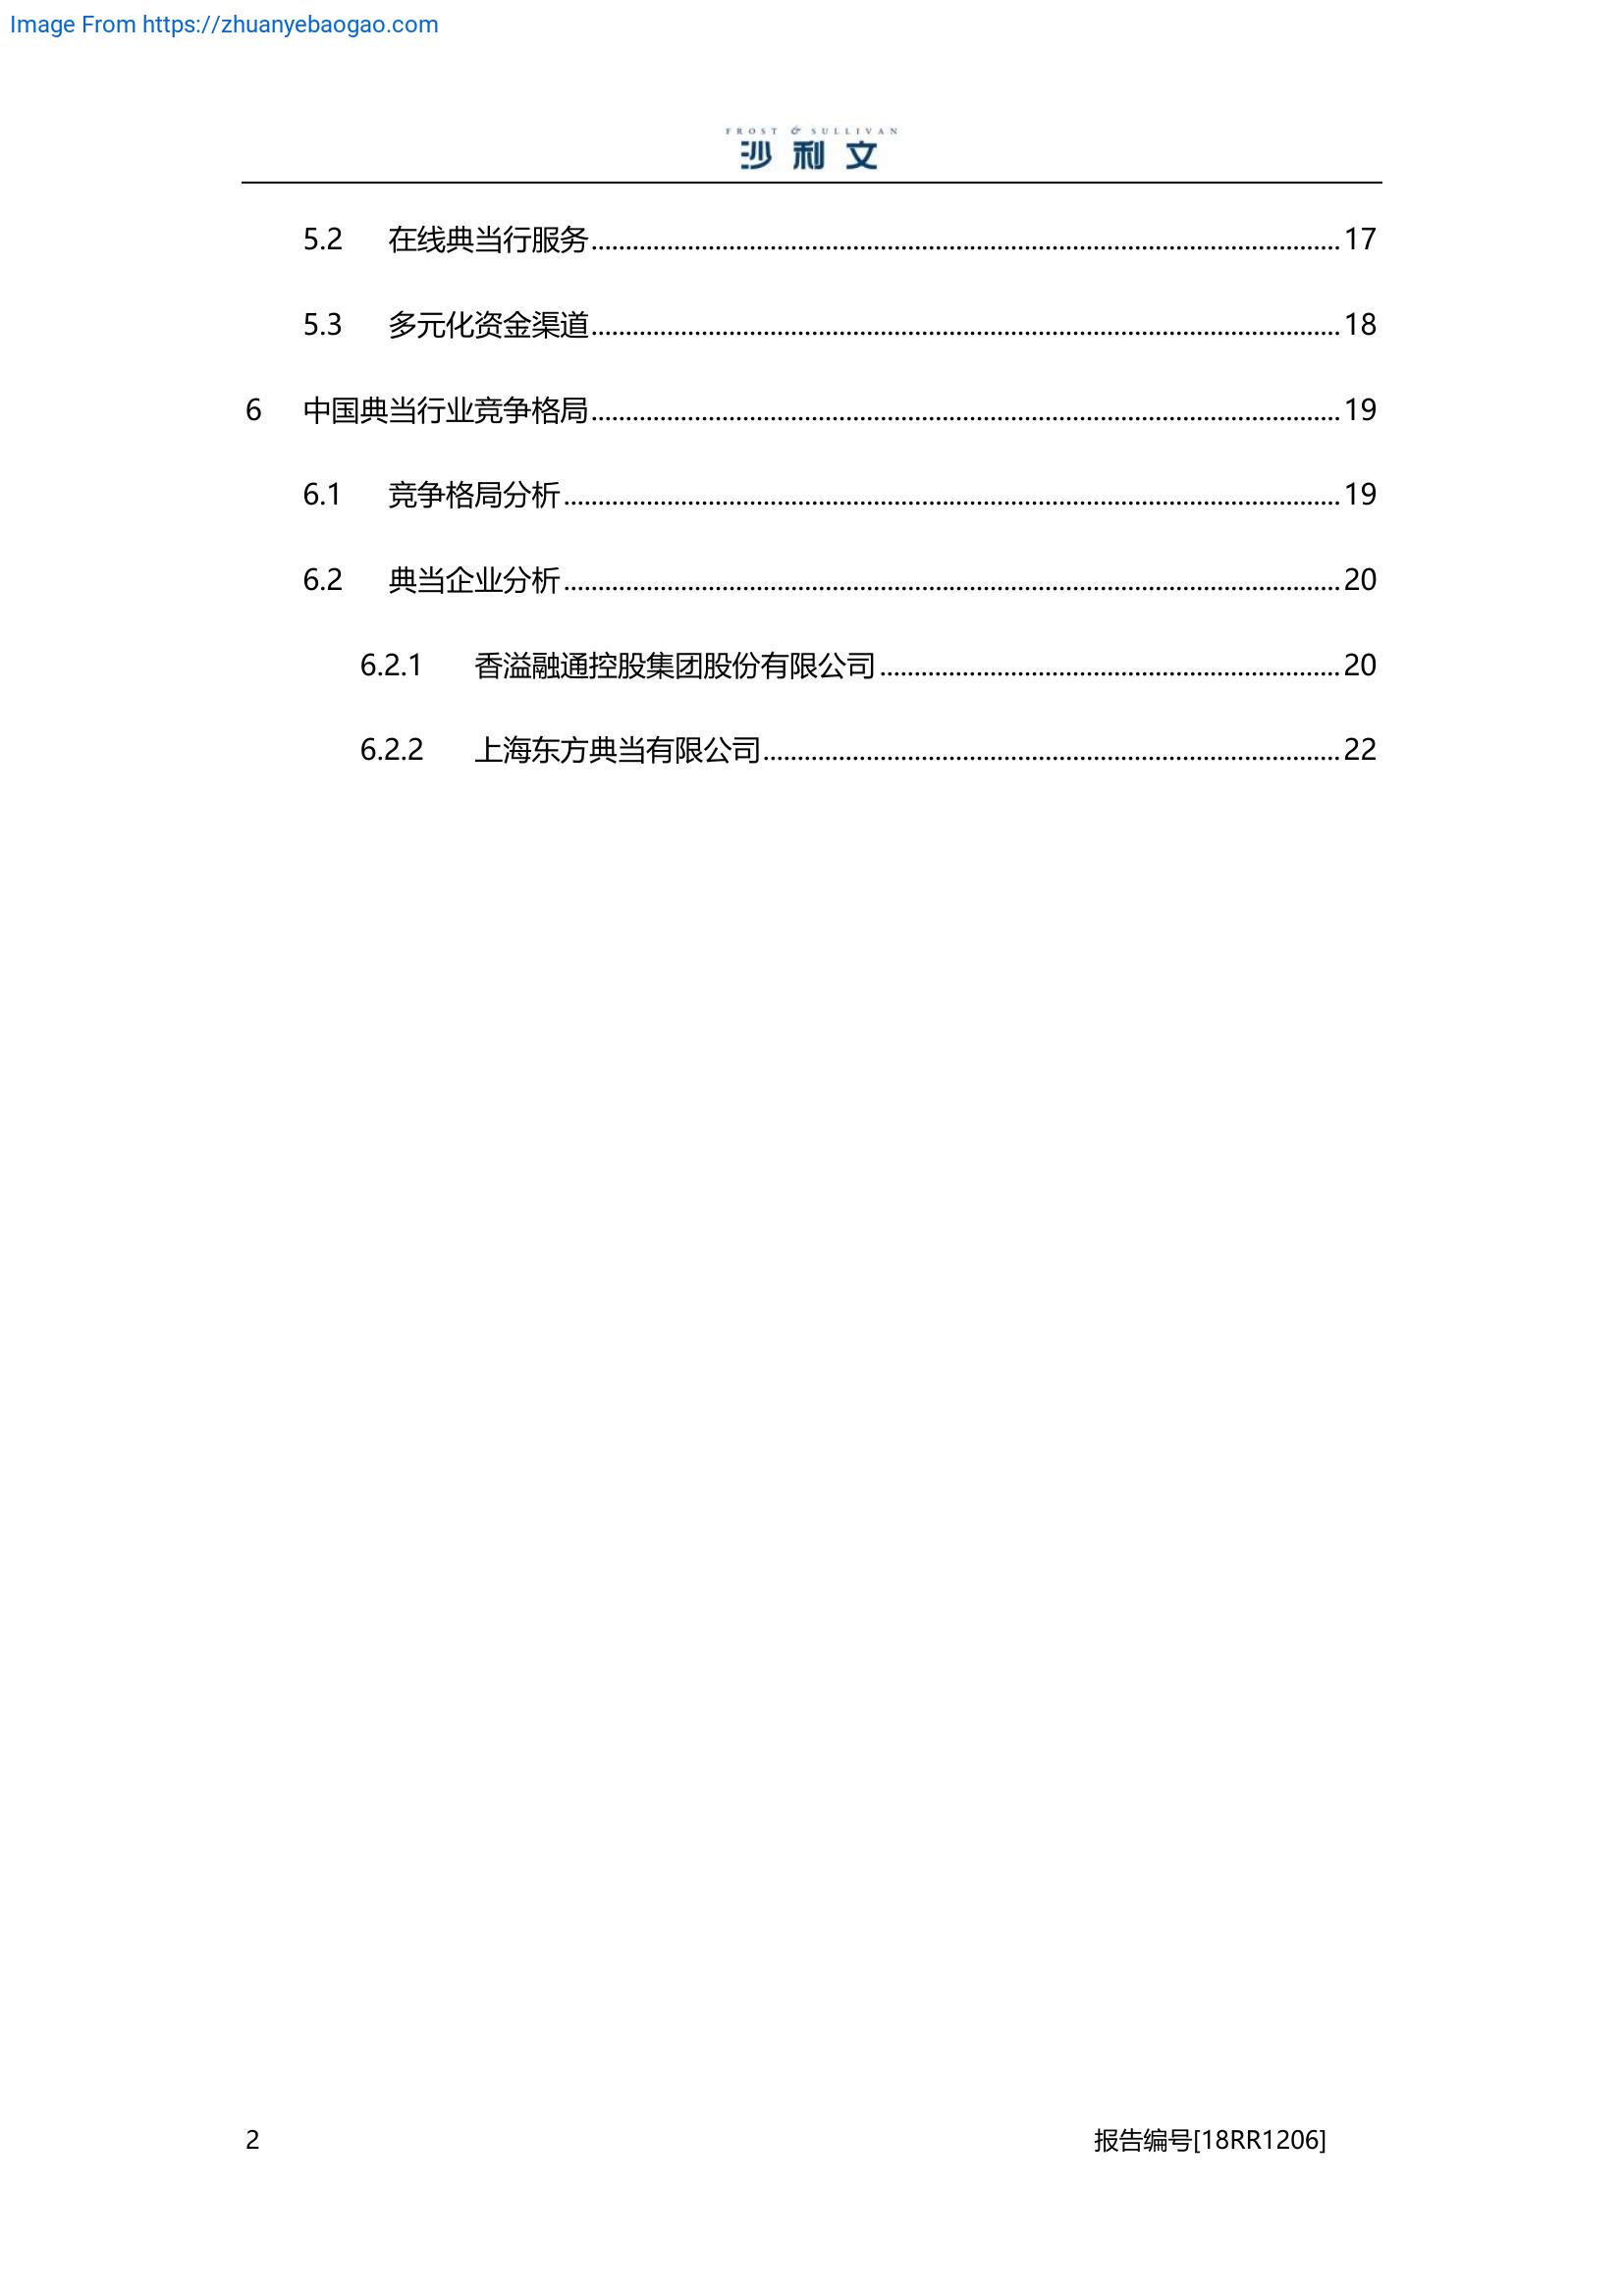 Image From https://zhuanyebaogao.com
FROST & SULLIVAN
沙利文
5.2 在线典当行服务 17
5.3 多元化资金渠道 18
6 中国典当行业竞争格局 19
6.1 竞争格局分析 19
6.2 典当企业分析 20
6.2.1 香溢融通控股集团股份有限公司 20
6.2.2 上海东方典当有限公司 22
2 报告编号[18RR1206]